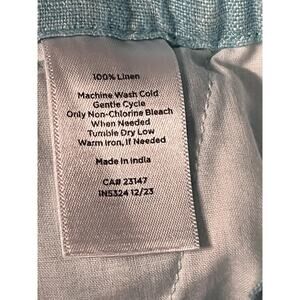 100% Linen
Machine Wash Cold
Gentle Cycle
Only Non-Chlorine Bleach
When Needed
Tumble Dry Low
Warm Iron, If Needed
Made in India
CA# 23147
INS324 12/23